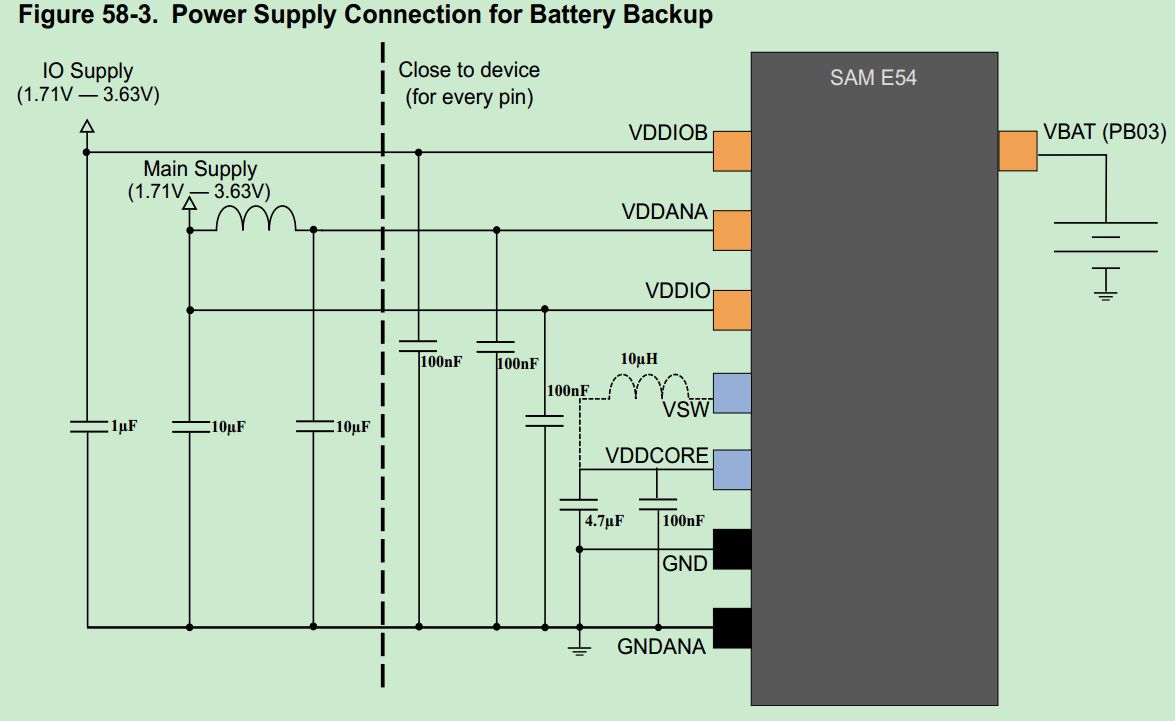 Figure 58-3. Power Supply Connection for Battery Backup
IO Supply
(1.71V — 3.63V)
Close to device
(for every pin)
SAM E54
VDDIOB
VBAT (PB03)
Main Supply
(1.71V — 3.63V)
VDDANA
VDDIO
100nF
100nF
10µH
100nF
VSW
1µF
10µF
10µF
VDDCORE
4.7µF
100nF
GND
GNDANA